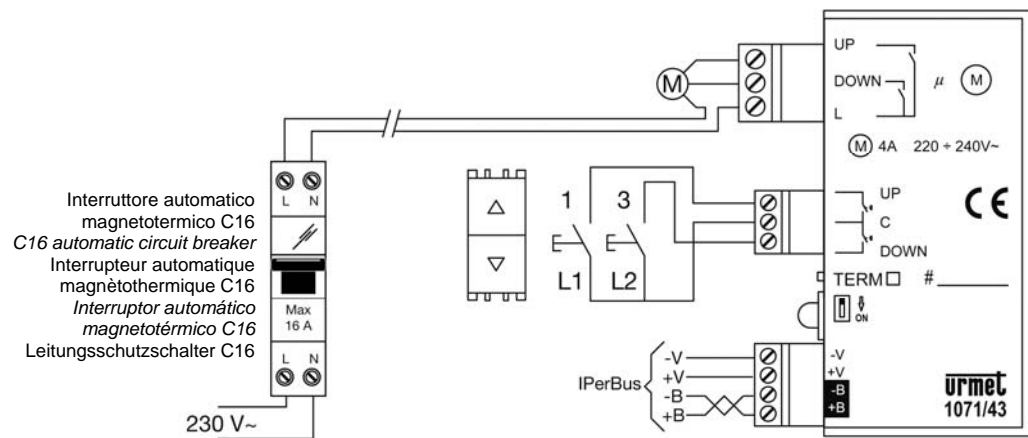 Interruttore automatico
magnetotermico C16
C16 automatic circuit breaker
Interrupteur automatique
magnètothermique C16
Interruptor automático
magnetotérmico C16
Leitungsschutzschalter C16
L N
Max
16 A
L N
230 V~
M
1 3
L1 L2
IPerBus
-V
+V
-B
+B
UP
DOWN
L
µ M
M 4A 220 ÷ 240V~
UP
C
DOWN
CE
TERM #
ON
-V
+V
-B
+B
urmet
1071/43